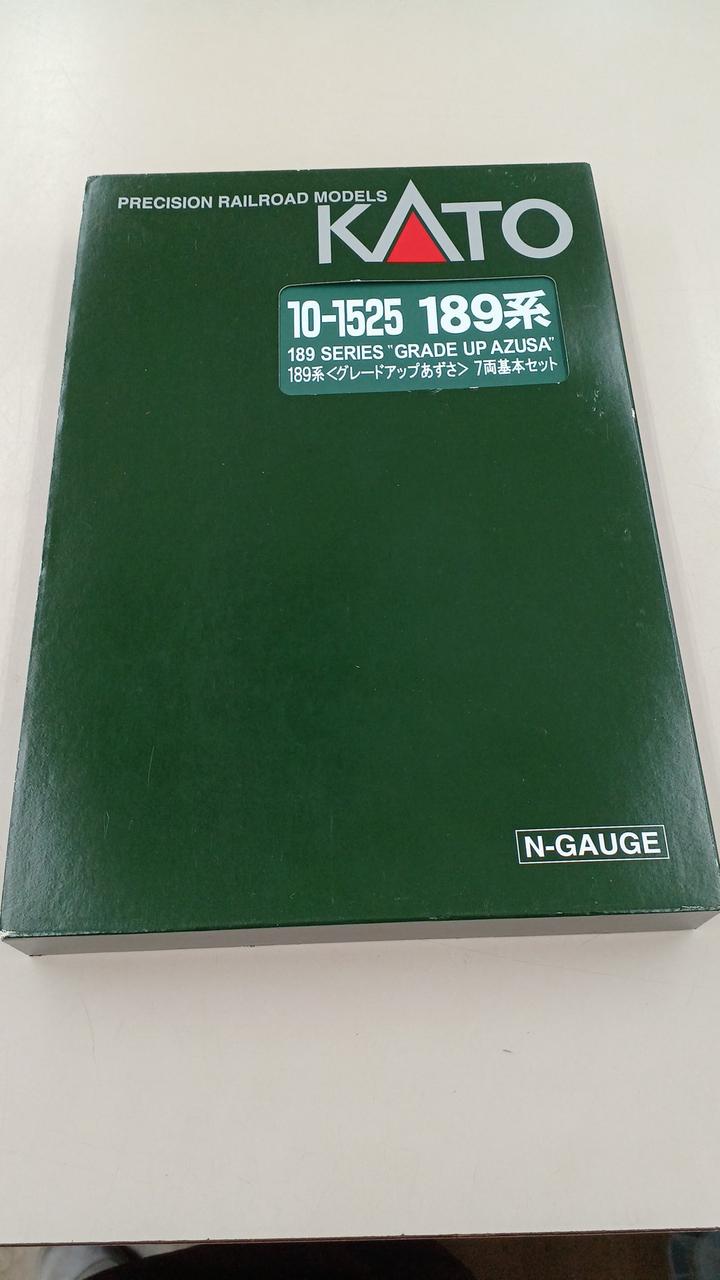 PRECISION RAILROAD MODELS
KATO
10-1525 189系
189 SERIES "GRADE UP AZUSA"
189系<グレードアップあずさ> 7両基本セット
N-GAUGE